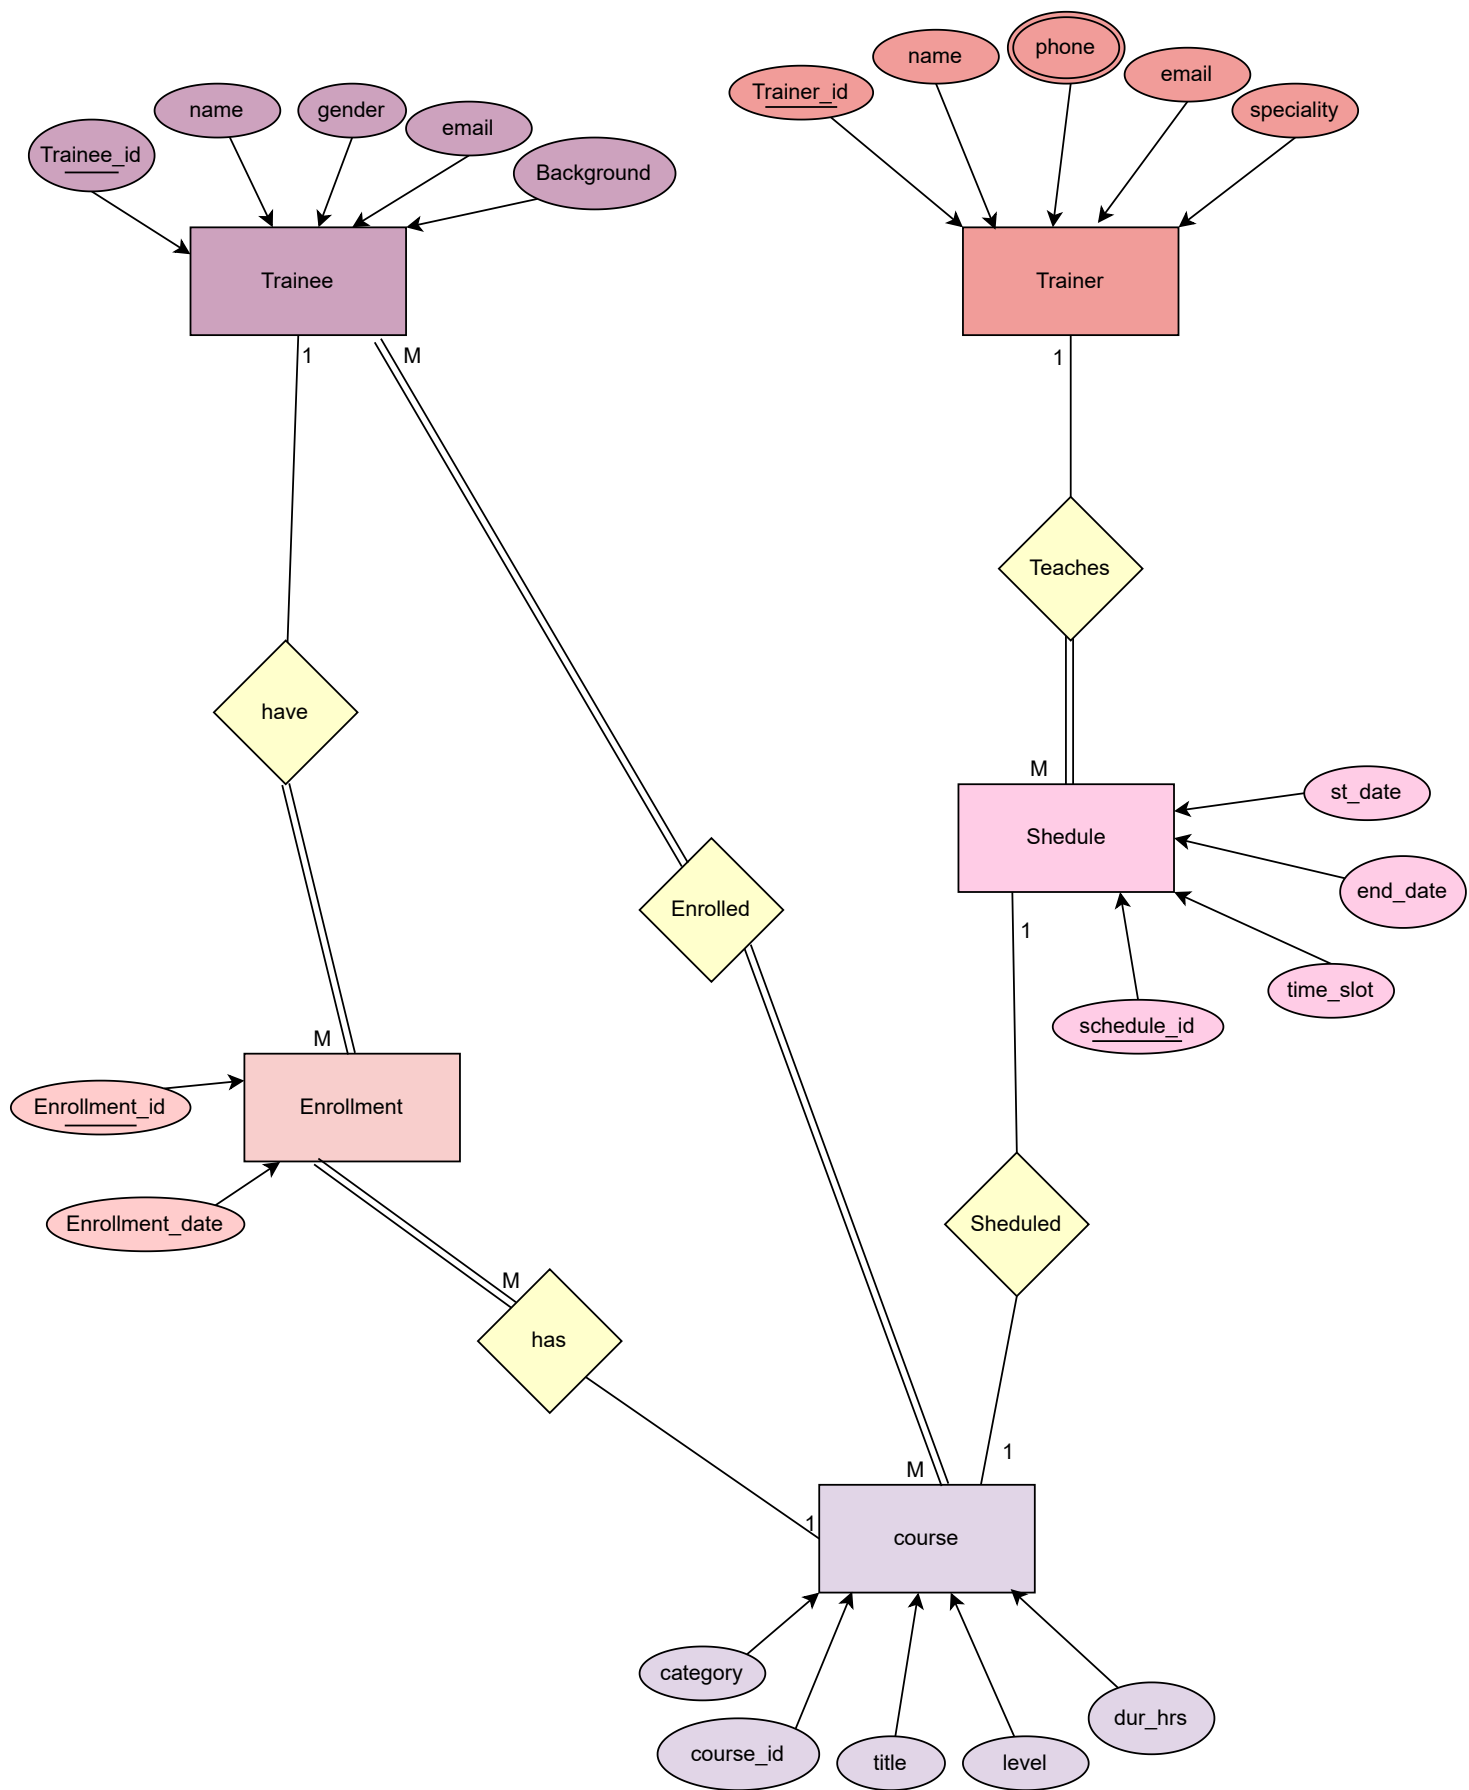 phone
name
email
Trainer_id
speciality
name
gender
email
Trainee_id
Background
Trainee
Trainer
1
M
1
Teaches
have
M
st_date
Shedule
end_date
Enrolled
1
time_slot
schedule_id
M
Enrollment_id
Enrollment
Enrollment_date
Sheduled
M
has
1
M
1
course
category
dur_hrs
course_id
title
level